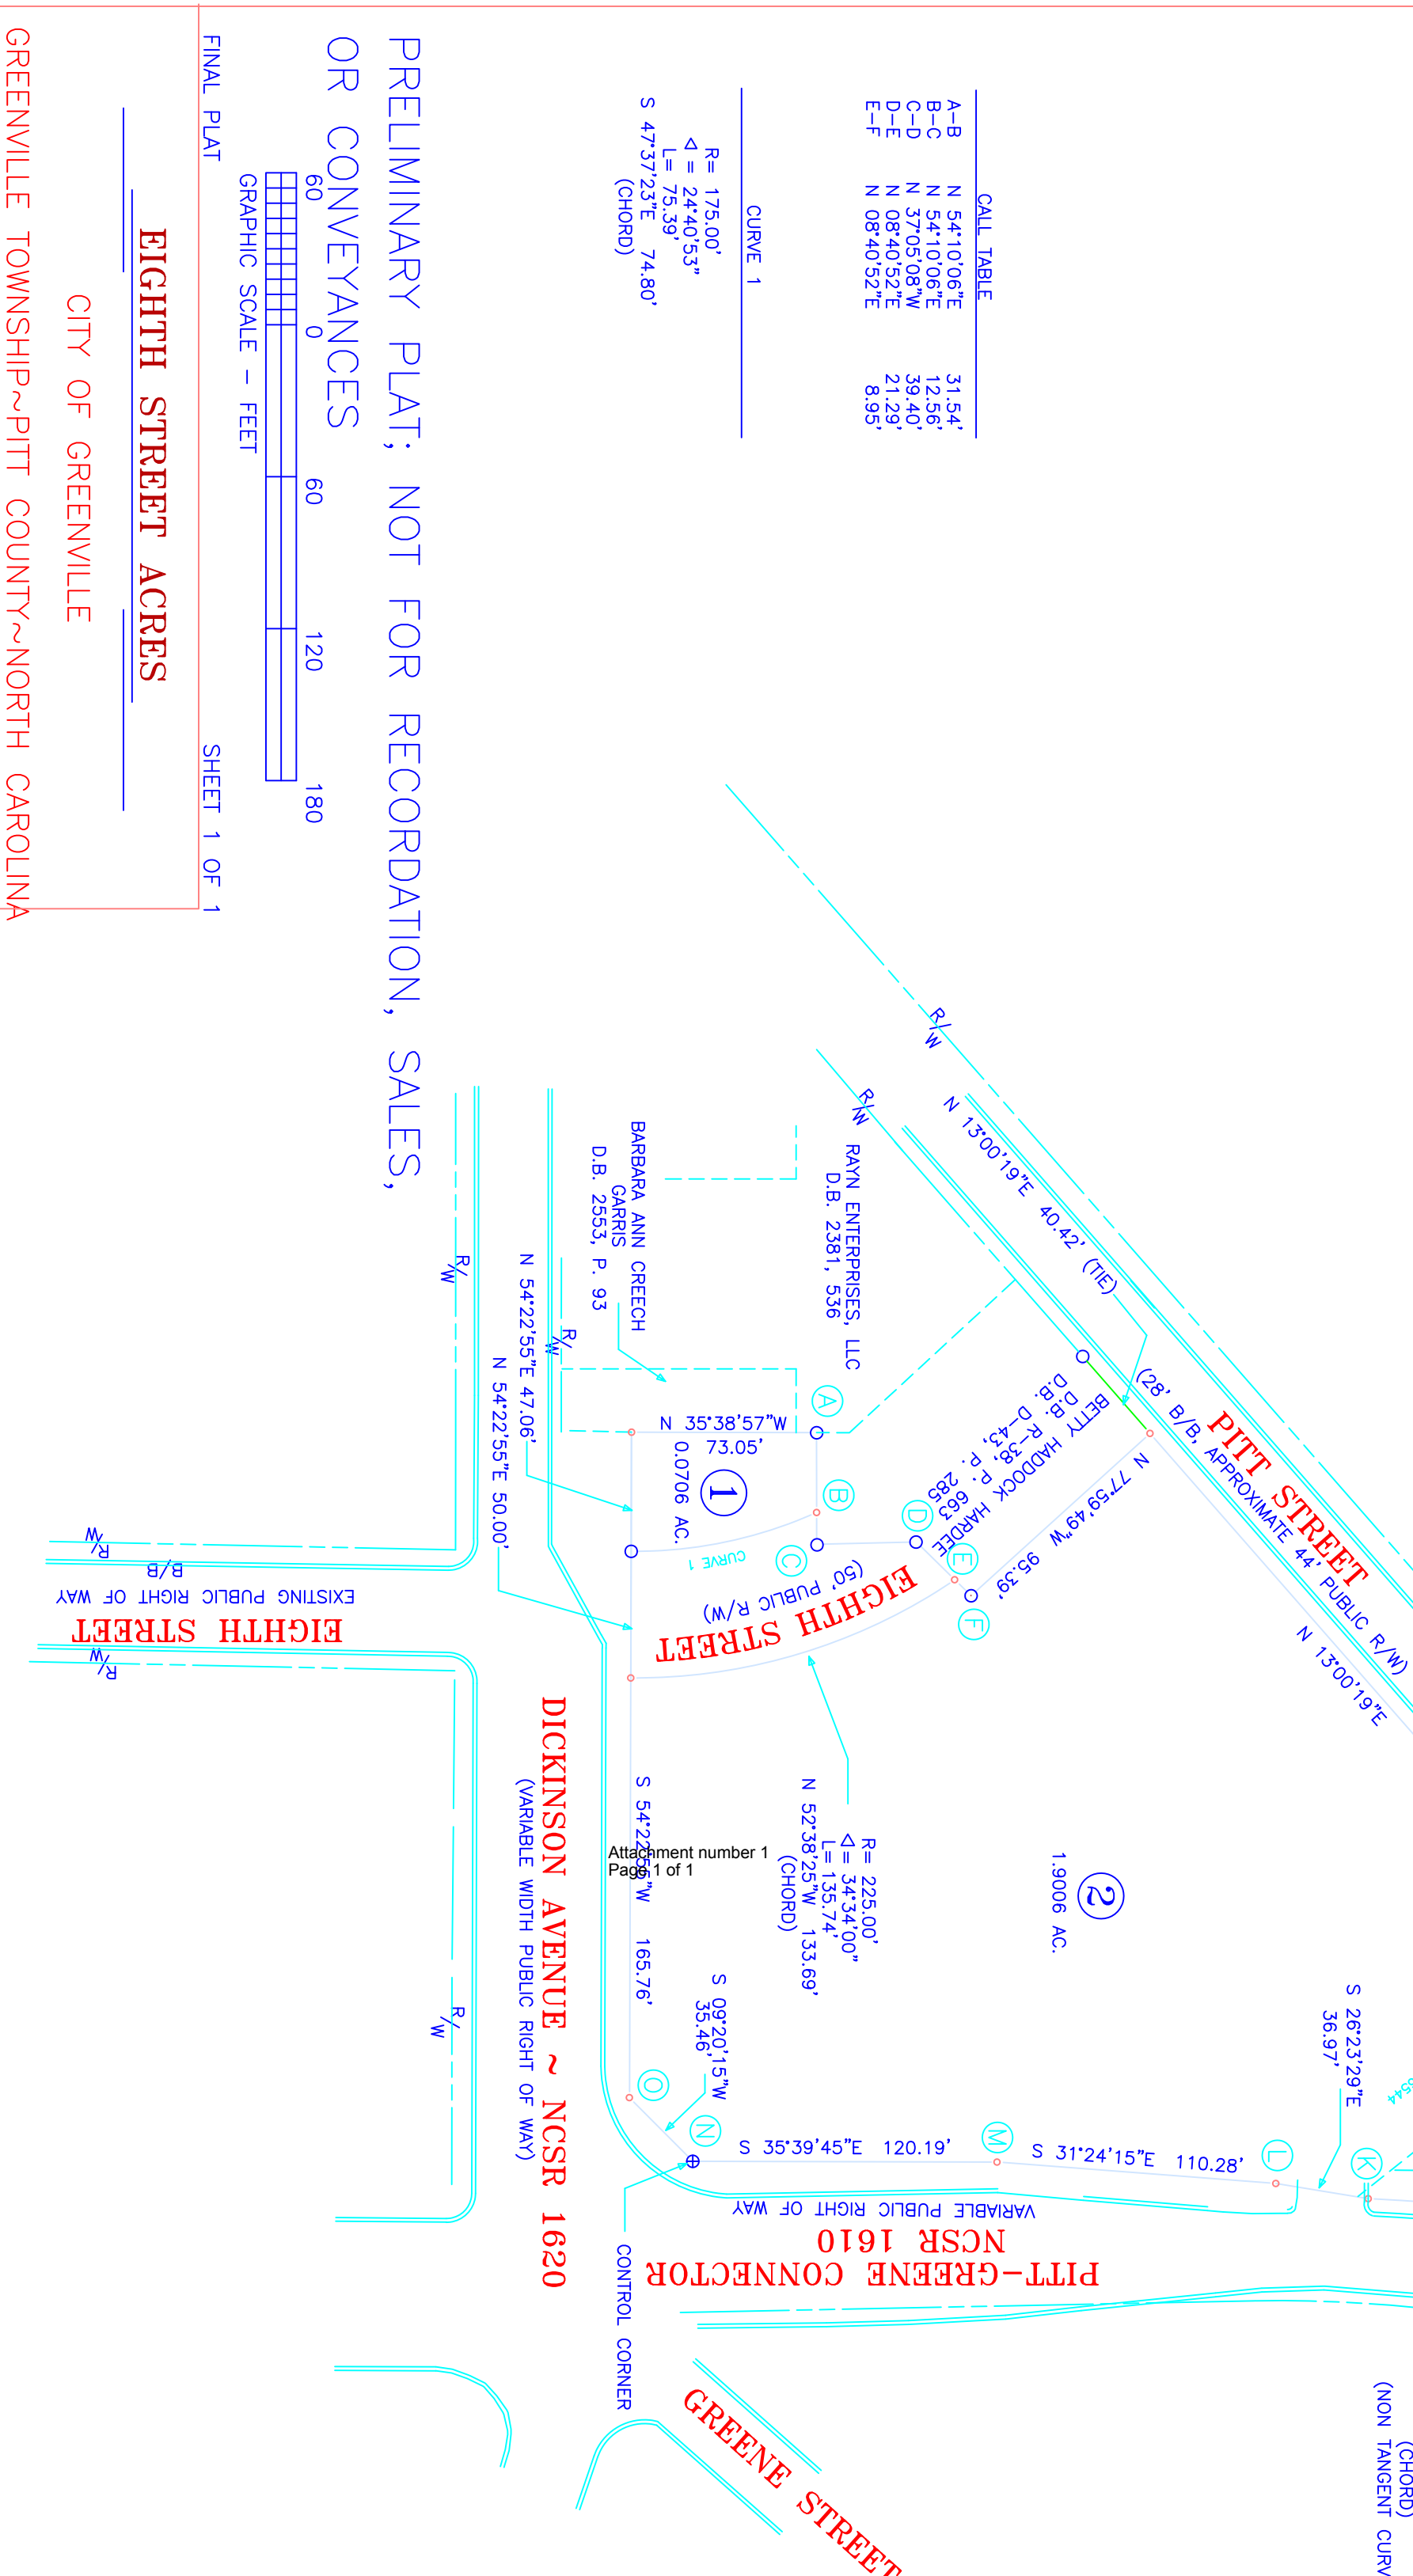 CALL TABLE
A-B N 54°10'06"E 31.54'
B-C N 54°10'06"E 12.56'
C-D N 37°05'08"W 39.40'
D-E N 08°40'52"E 21.29'
E-F N 08°40'52"E 8.95'
CURVE 1
R= 175.00'
Δ = 24°40'53"
L= 75.39'
S 47°37'23"E 74.80'
(CHORD)
PRELIMINARY PLAT; NOT FOR RECORDATION, SALES,
OR CONVEYANCES
60 0 60 120 180
GRAPHIC SCALE - FEET
FINAL PLAT SHEET 1 OF 1
EIGHTH STREET ACRES
CITY OF GREENVILLE
GREENVILLE TOWNSHIP~PITT COUNTY~NORTH CAROLINA
R/W
R/W
N 13°00'19"E 40.42' (TIE)
(28' B/B, APPROXIMATE 44' PUBLIC R/W)
PITT STREET
N 13°00'19"E
N 77°59'49"W 95.39'
BETTY HADDOCK HARDEE
D.B. R-38, P. 663
D.B. D-43, P. 285
RAYN ENTERPRISES, LLC
D.B. 2381, 536
BARBARA ANN CREECH
GARRIS
D.B. 2553, P. 93
N 54°22'55"E 47.06'
N 54°22'55"E 50.00'
R/W
R/W
A
B
C
D
E
F
N 35°38'57"W
73.05'
1
0.0706 AC.
CURVE 1
EIGHTH STREET
(50' PUBLIC R/W)
R/W
B/B
EXISTING PUBLIC RIGHT OF WAY
EIGHTH STREET
R/W
2
1.9006 AC.
R= 225.00'
Δ= 34°34'00"
L= 135.74'
N 52°38'25"W 133.69'
(CHORD)
S 54°22'55"W 165.76'
Attachment number 1
Page 1 of 1
DICKINSON AVENUE ~ NCSR 1620
(VARIABLE WIDTH PUBLIC RIGHT OF WAY)
R/W
S 09°20'15"W
35.46'
O
N
M
L
K
S 35°39'45"E 120.19'
S 31°24'15"E 110.28'
S 26°23'29"E
36.97'
VARIABLE PUBLIC RIGHT OF WAY
NCSR 1610
PITT-GREENE CONNECTOR
CONTROL CORNER
GREENE STREET
(CHORD)
(NON TANGENT CURV